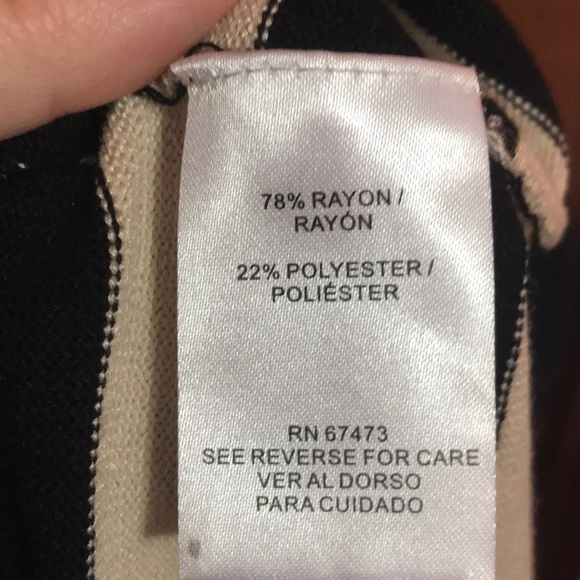 78% RAYON /
RAYÓN
22% POLYESTER /
POLIÉSTER
RN 67473
SEE REVERSE FOR CARE
VER AL DORSO
PARA CUIDADO